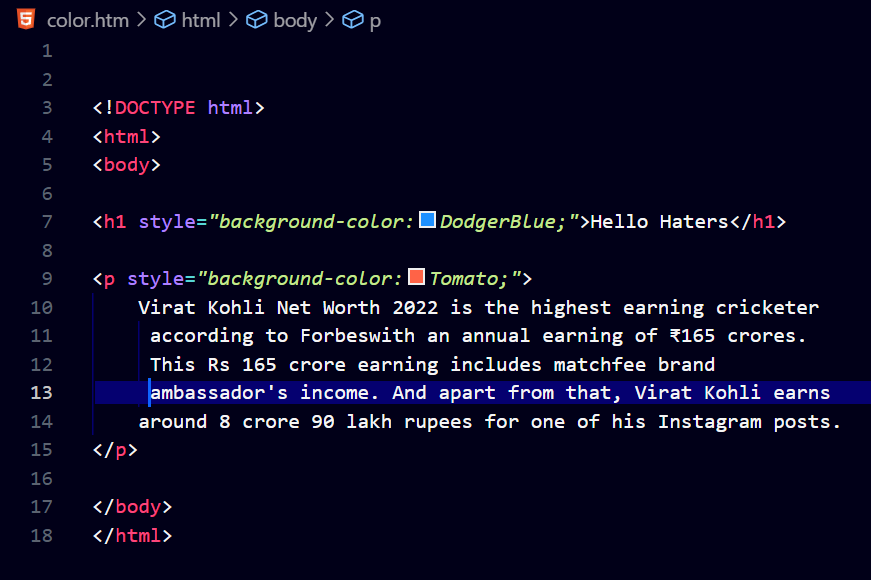 color.htm > html > body > p
1
2
3 <!DOCTYPE html>
4 <html>
5 <body>
6
7 <h1 style="background-color:DodgerBlue;">Hello Haters</h1>
8
9 <p style="background-color:Tomato;">
10 Virat Kohli Net Worth 2022 is the highest earning cricketer
11 according to Forbeswith an annual earning of ₹165 crores.
12 This Rs 165 crore earning includes matchfee brand
13 ambassador's income. And apart from that, Virat Kohli earns
14 around 8 crore 90 lakh rupees for one of his Instagram posts.
15 </p>
16
17 </body>
18 </html>